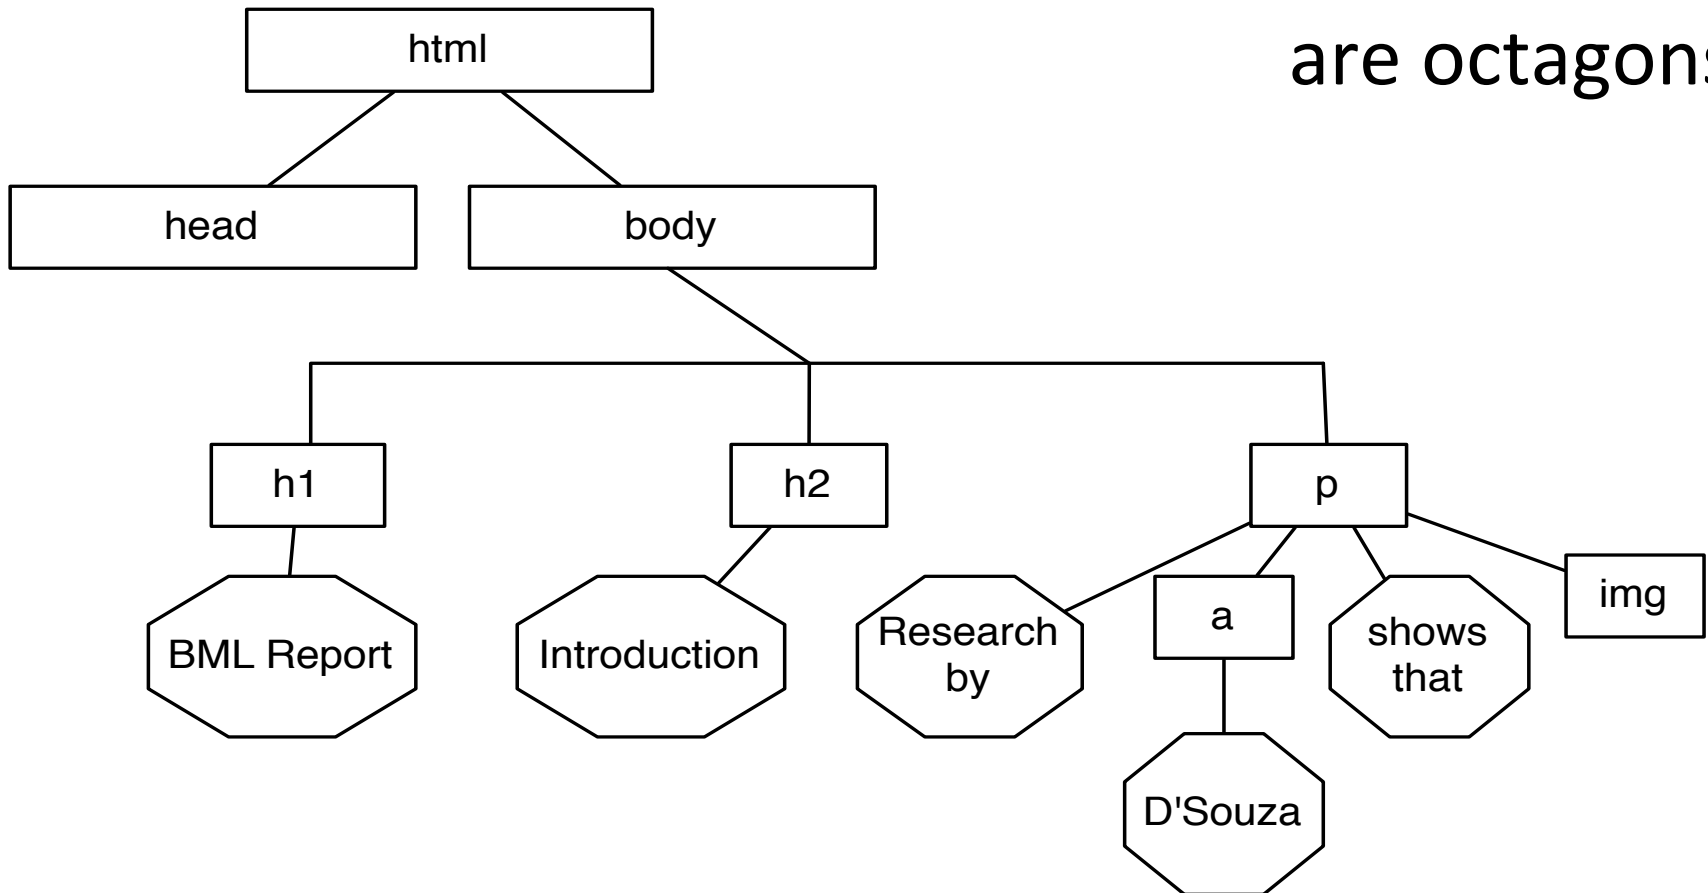 html
are octagons
head
body
h1
h2
p
BML Report
Introduction
Research
by
a
shows
that
img
D'Souza